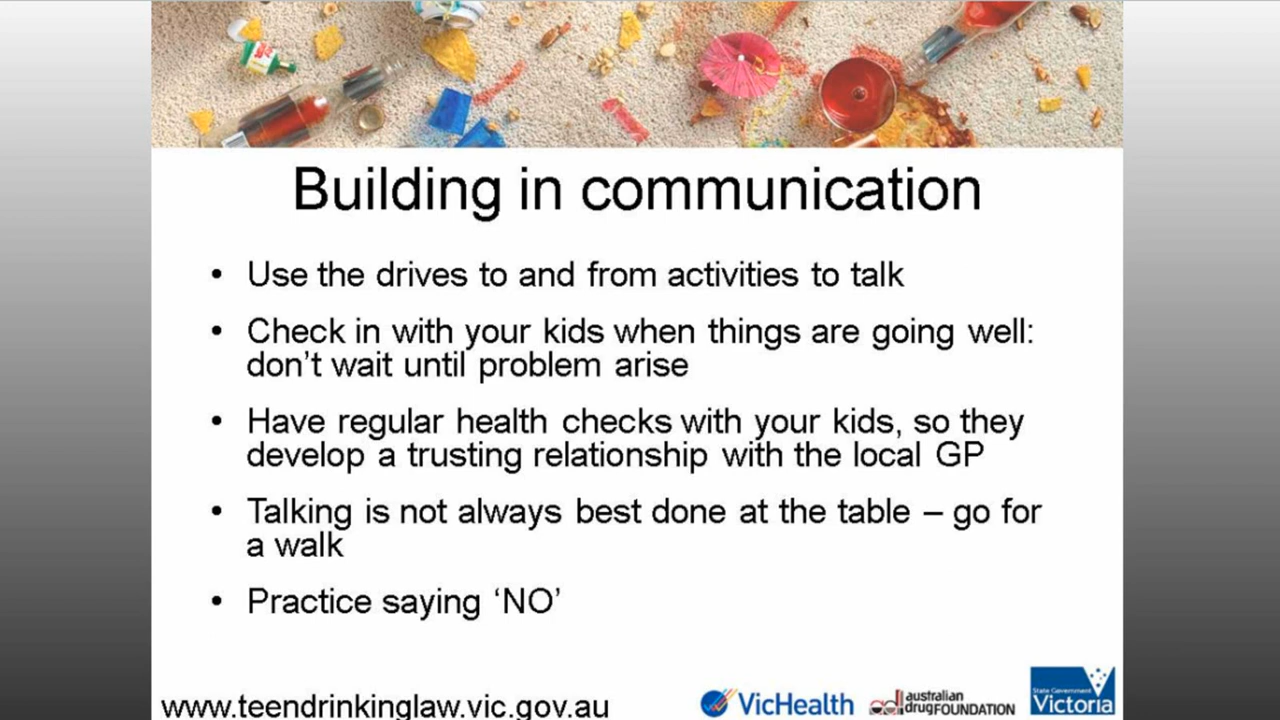 Building in communication
• Use the drives to and from activities to talk
• Check in with your kids when things are going well:
don’t wait until problem arise
• Have regular health checks with your kids, so they
develop a trusting relationship with the local GP
• Talking is not always best done at the table – go for
a walk
• Practice saying ‘NO’
www.teendrinkinglaw.vic.gov.au
VicHealth
adf
australian
drugFOUNDATION
State Government
Victoria